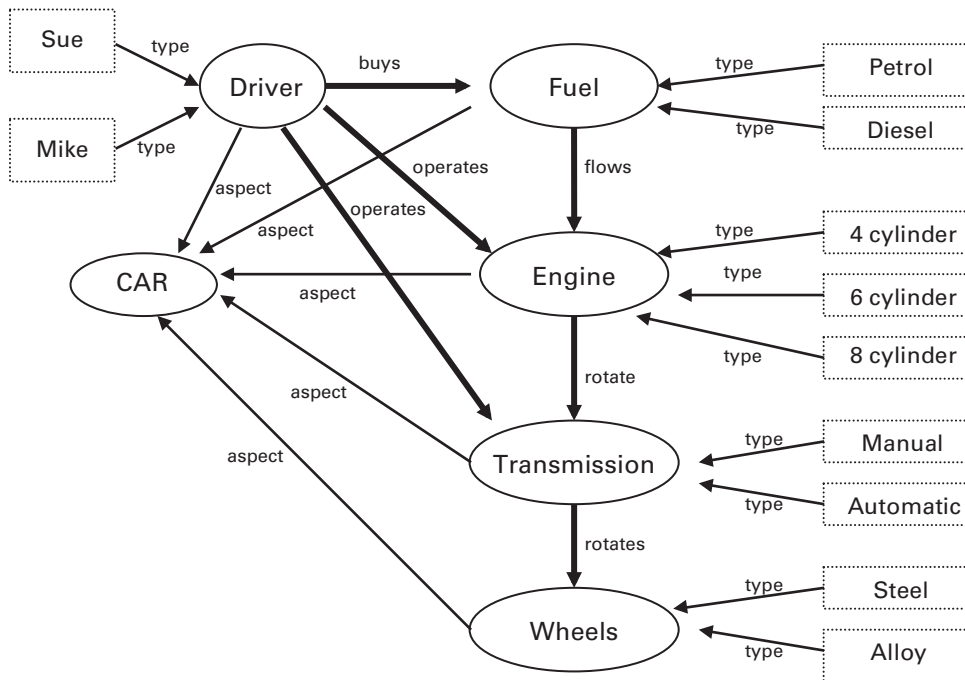 Sue
type
buys
Driver
Fuel
type
Petrol
type
Diesel
Mike
type
operates
flows
aspect
operates
aspect
type
4 cylinder
CAR
Engine
aspect
type
6 cylinder
type
8 cylinder
rotate
aspect
Transmission
type
Manual
aspect
type
Automatic
rotates
type
Steel
Wheels
type
Alloy